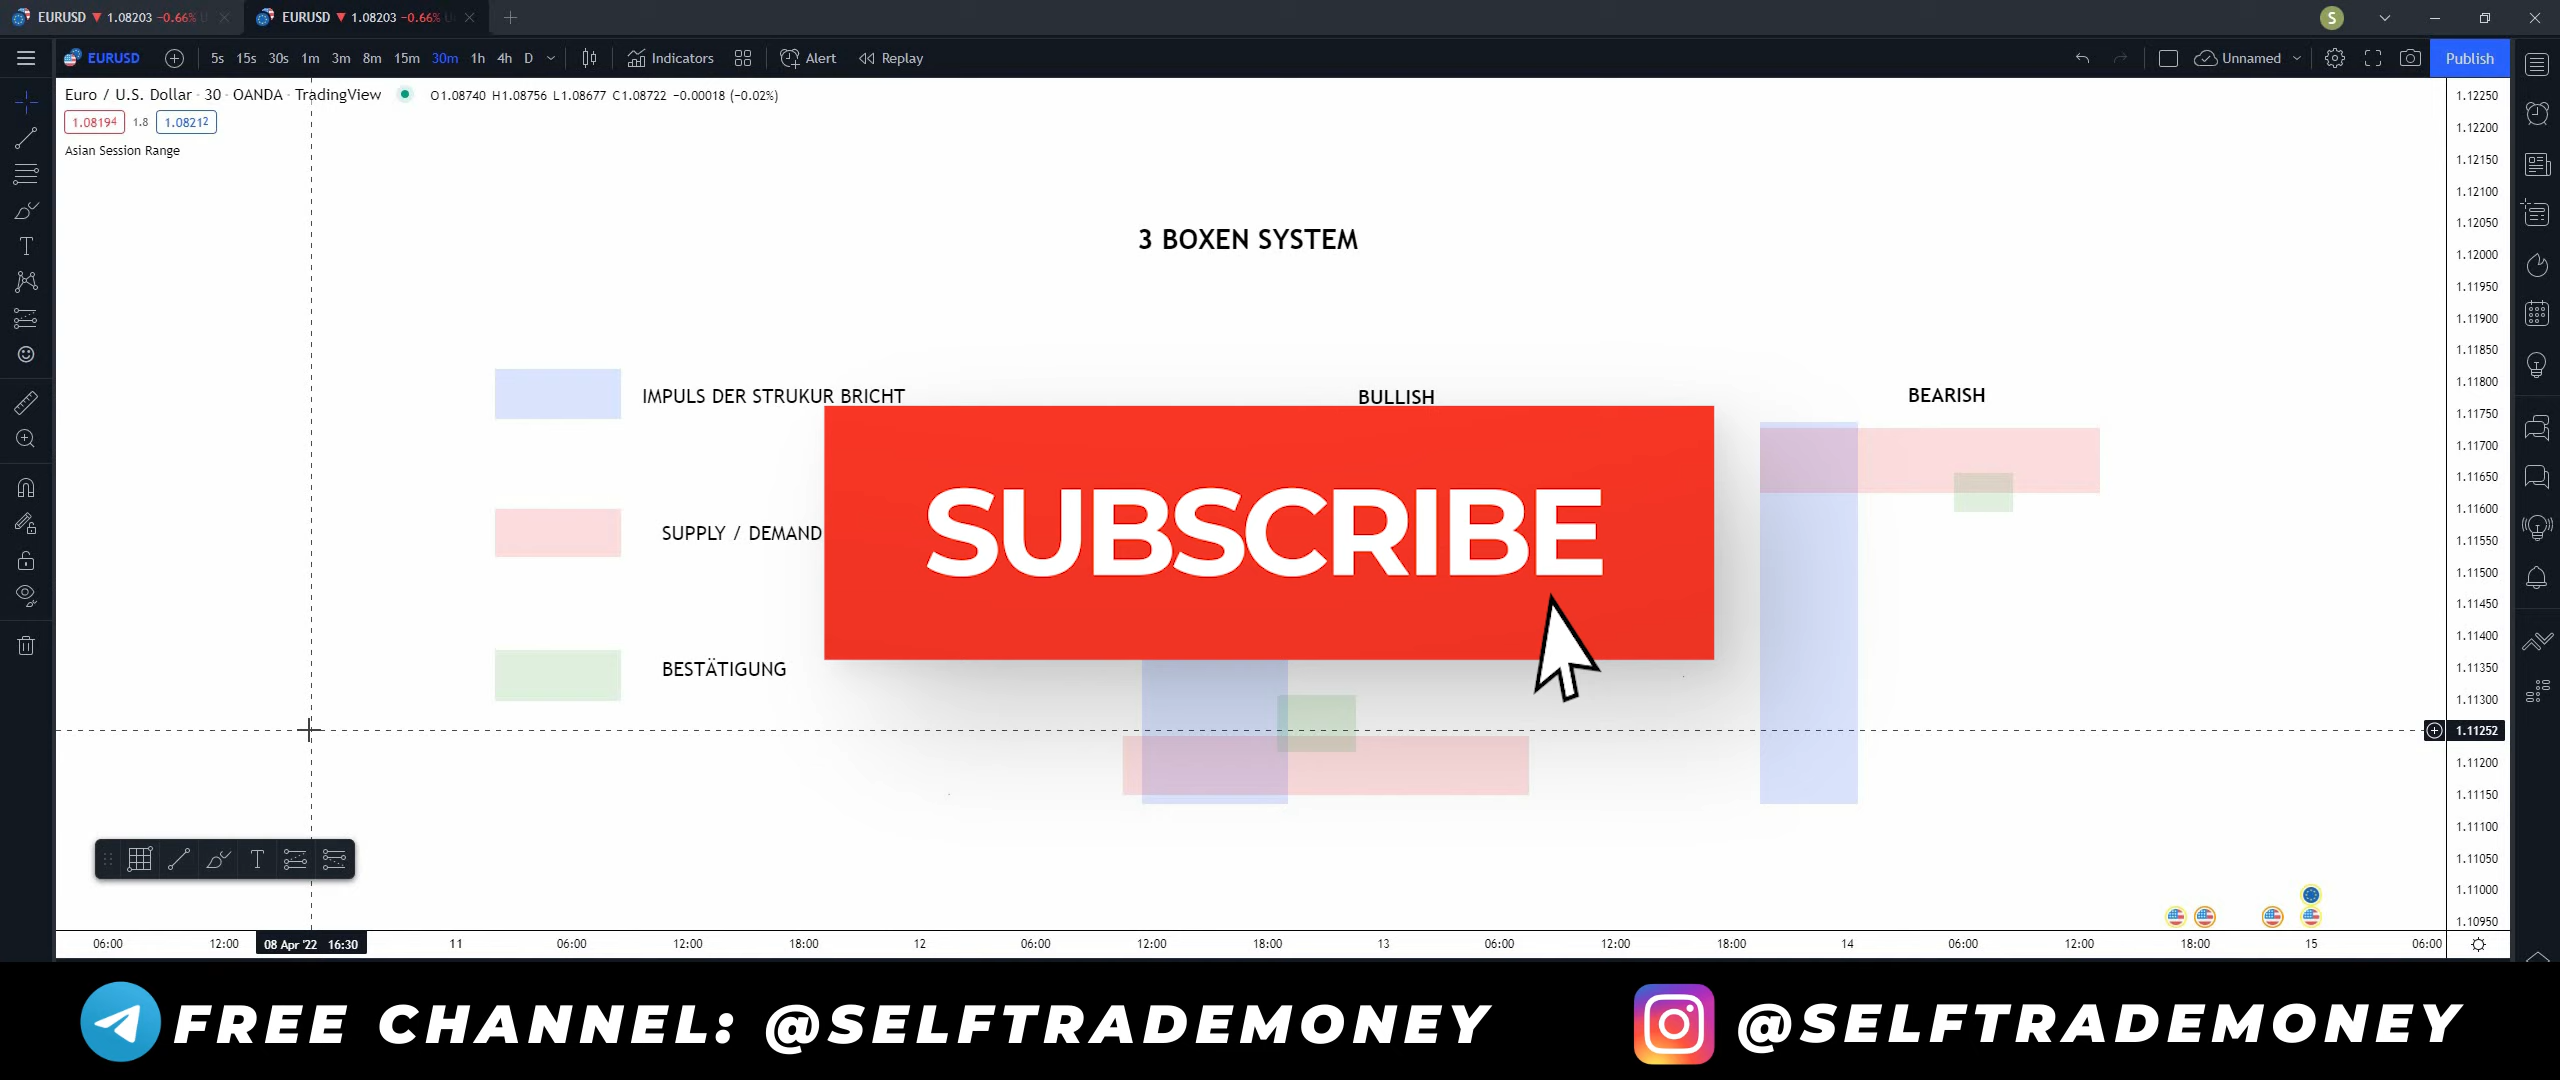 EURUSD ▼ 1.08203 −0.66% U
EURUSD ▼ 1.08203 −0.66%
S
EURUSD 5s 15s 30s 1m 3m 8m 15m 30m 1h 4h D Indicators Alert Replay Unnamed Publish
Euro / U.S. Dollar · 30 · OANDA · TradingView O1.08740 H1.08756 L1.08677 C1.08722 −0.00018 (−0.02%)
1.08194 1.8 1.08212
Asian Session Range
3 BOXEN SYSTEM
IMPULS DER STRUKUR BRICHT
BULLISH
BEARISH
SUBSCRIBE
SUPPLY / DEMAND
BESTÄTIGUNG
1.12250
1.12200
1.12150
1.12100
1.12050
1.12000
1.11950
1.11900
1.11850
1.11800
1.11750
1.11700
1.11650
1.11600
1.11550
1.11500
1.11450
1.11400
1.11350
1.11300
1.11252
1.11200
1.11150
1.11100
1.11050
1.11000
1.10950
06:00 12:00 08 Apr '22 16:30 11 06:00 12:00 18:00 12 06:00 12:00 18:00 13 06:00 12:00 18:00 14 06:00 12:00 18:00 15 06:00
FREE CHANNEL: @SELFTRADEMONEY
@SELFTRADEMONEY